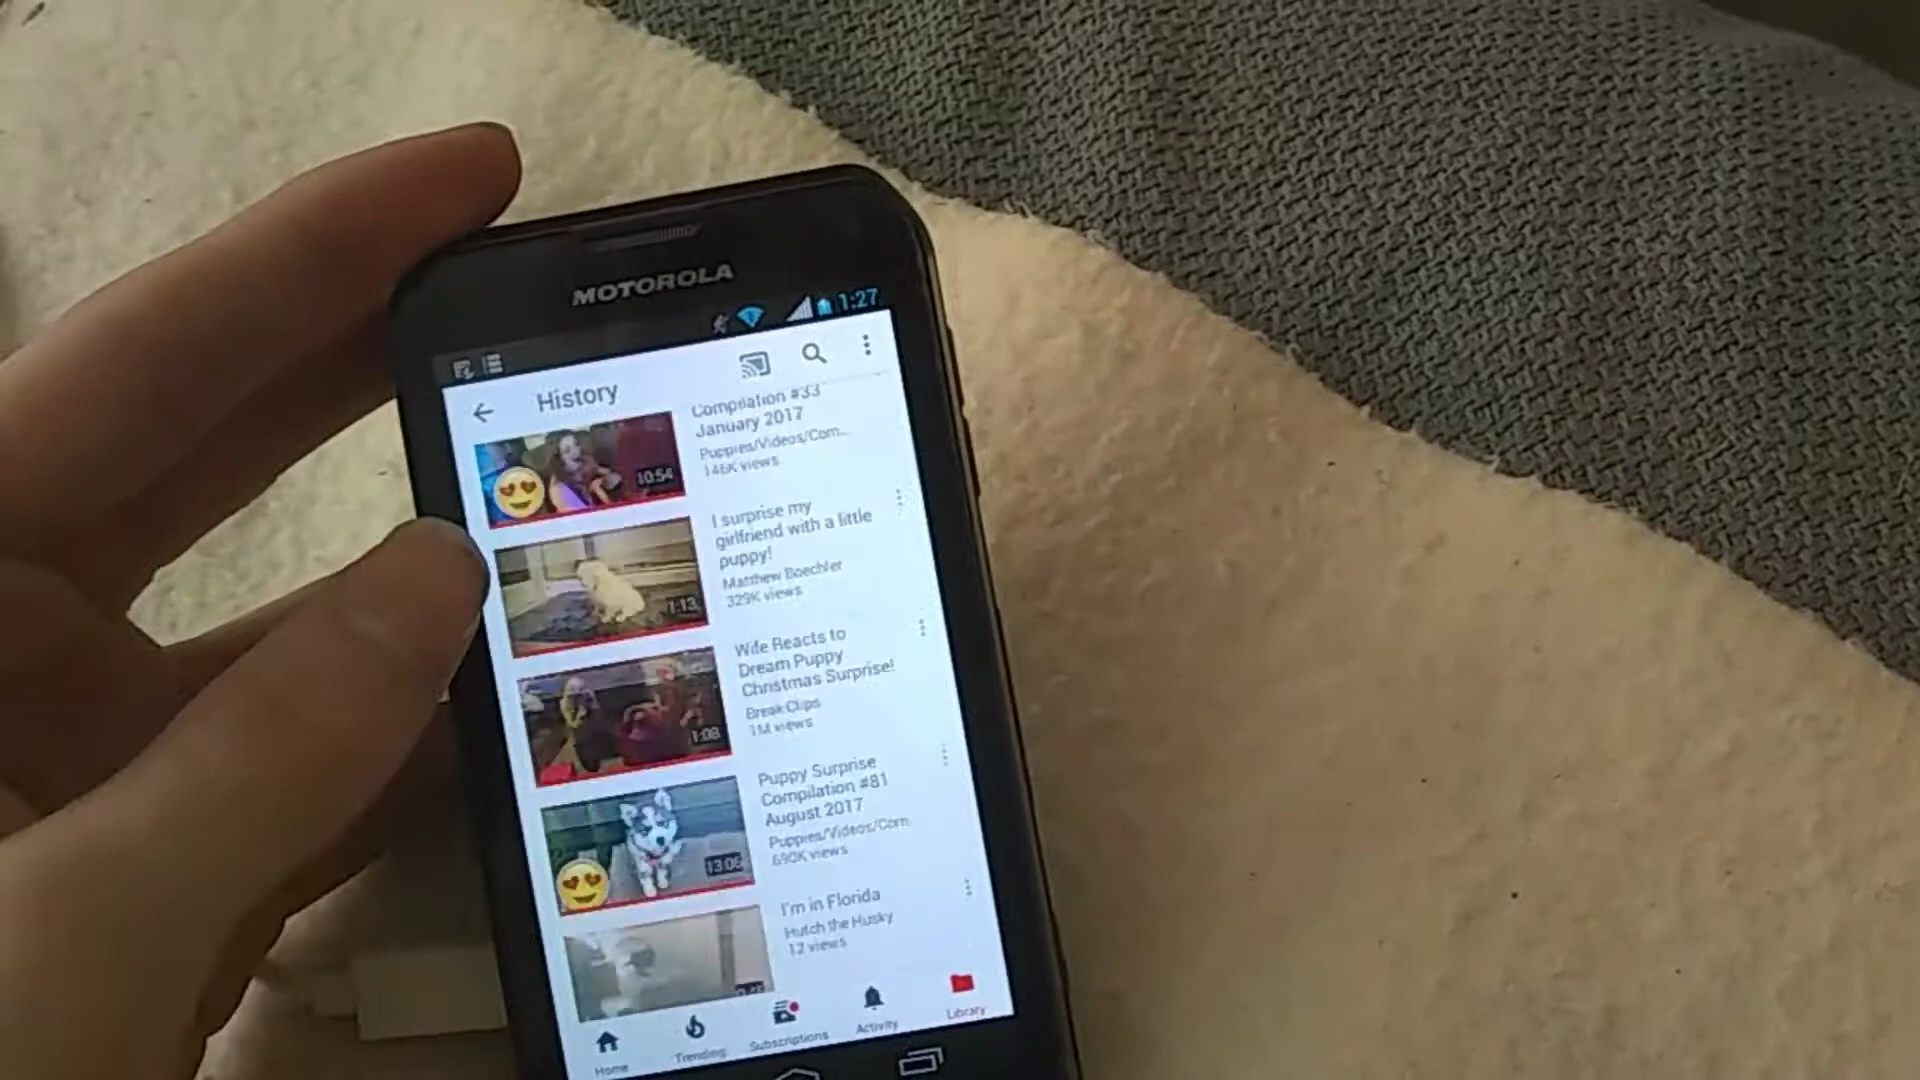 MOTOROLA
1:27
History
Compilation #33
January 2017
Puppies/Videos/Com...
146K views
10:54
I surprise my
girlfriend with a little
puppy!
Matthew Boechler
329K views
1:13
Wife Reacts to
Dream Puppy
Christmas Surprise!
Break Clips
1M views
1:08
Puppy Surprise
Compilation #81
August 2017
Puppies/Videos/Com..
690K views
13:06
I'm in Florida
Hutch the Husky
12 views
Home
Trending
Subscriptions
Activity
Library